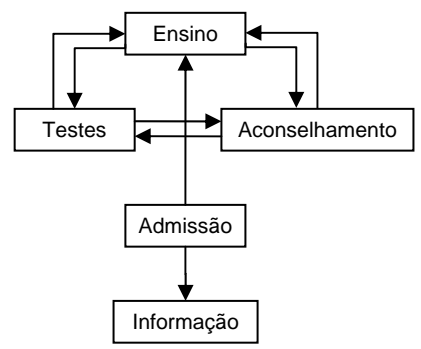 Ensino
Testes
Aconselhamento
Admissão
Informação